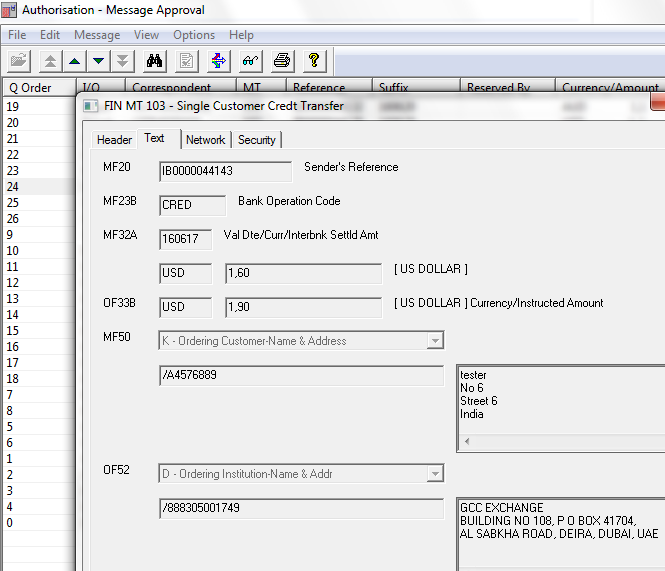 Authorisation - Message Approval
File Edit Message View Options Help
Q Order I/O Correspondent MT Reference Suffix Reserved By Currency/Amount
19
20
21
22
23
24
25
26
9
10
11
12
13
14
15
16
17
18
7
8
5
6
1
2
3
4
0
FIN MT 103 - Single Customer Credt Transfer
Header Text Network Security
MF20 IB0000044143 Sender's Reference
MF23B CRED Bank Operation Code
MF32A 160617 Val Dte/Curr/Interbnk Settld Amt
USD 1,60 [ US DOLLAR ]
OF33B USD 1,90 [ US DOLLAR ] Currency/Instructed Amount
MF50 K - Ordering Customer-Name & Address
/A4576889
tester
No 6
Street 6
India
OF52 D - Ordering Institution-Name & Addr
/888305001749
GCC EXCHANGE
BUILDING NO 108, P O BOX 41704,
AL SABKHA ROAD, DEIRA, DUBAI, UAE